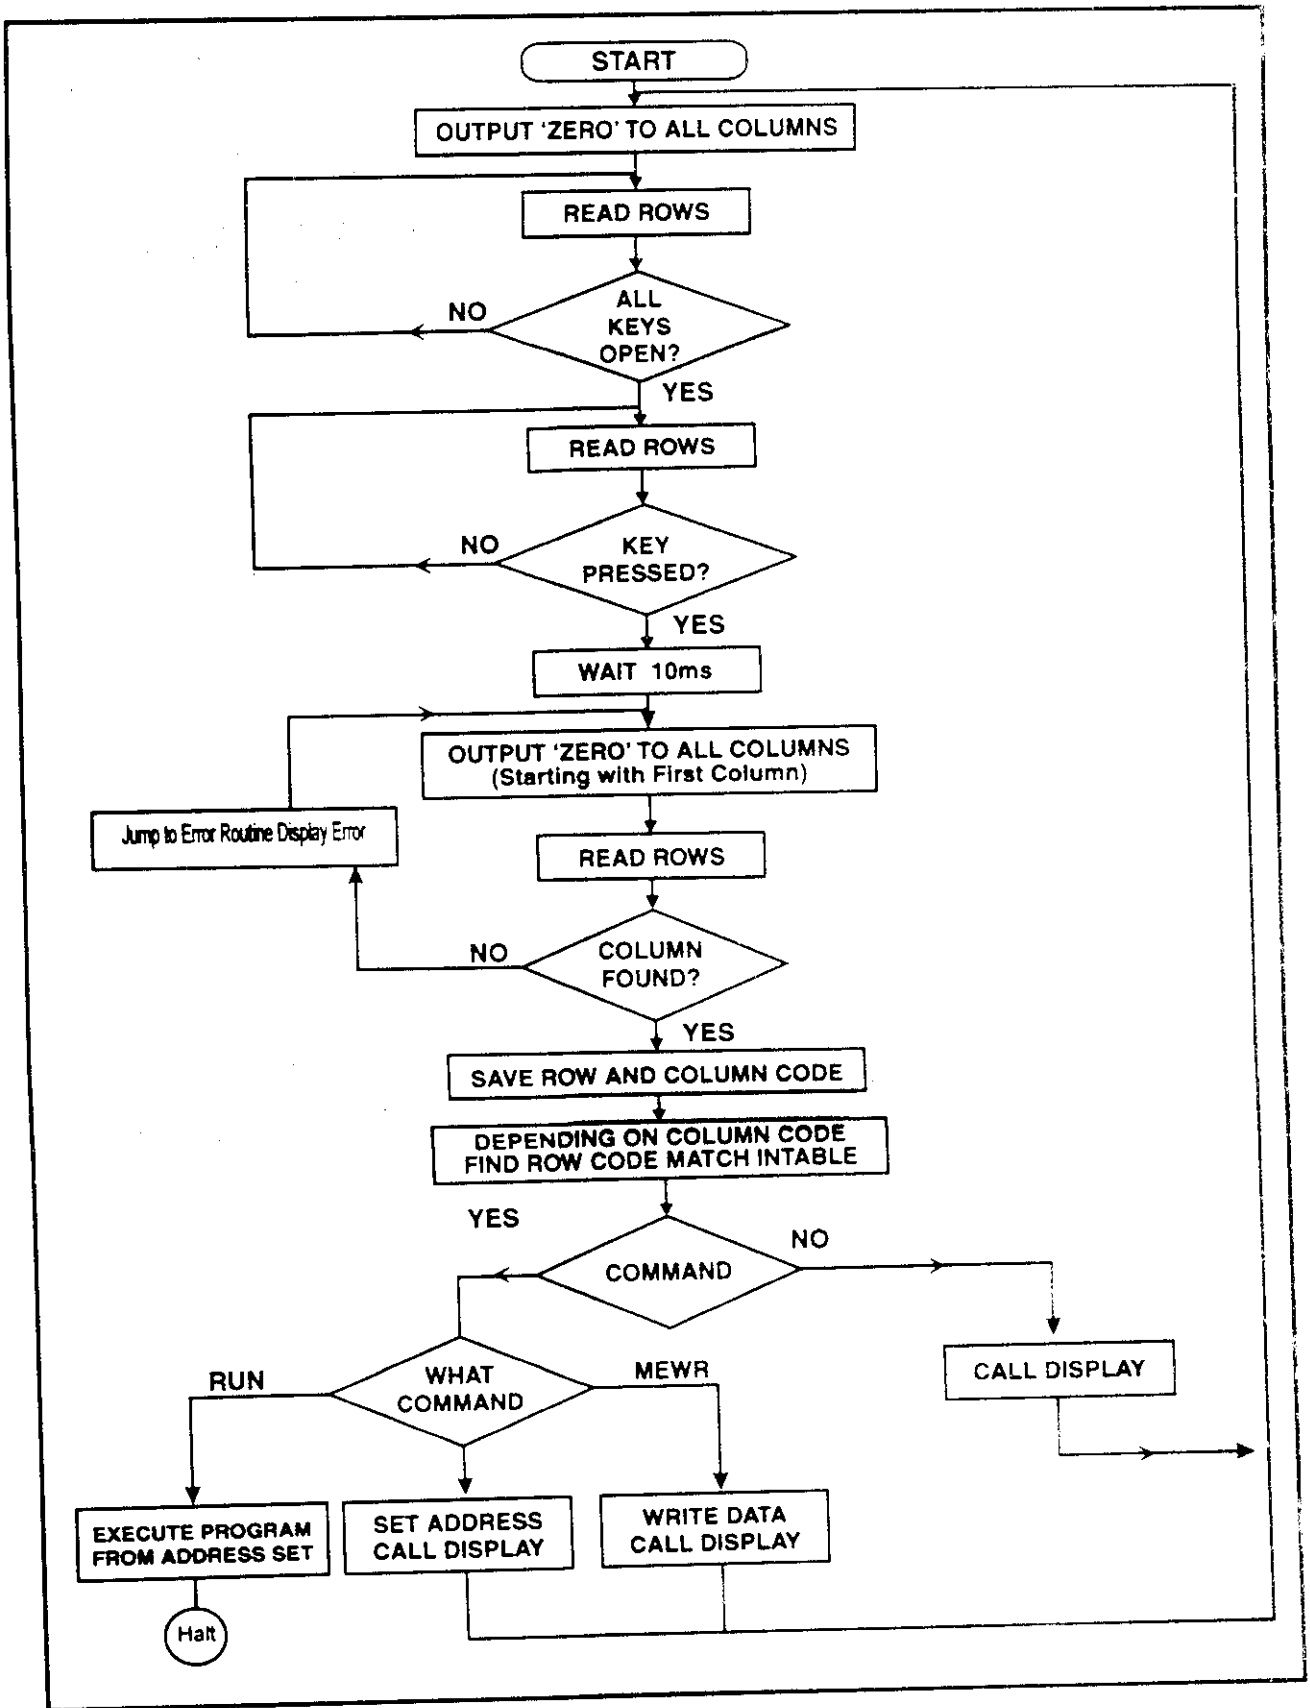 START
OUTPUT 'ZERO' TO ALL COLUMNS
READ ROWS
ALL
KEYS
OPEN?
NO
YES
READ ROWS
NO
KEY
PRESSED?
YES
WAIT 10ms
OUTPUT 'ZERO' TO ALL COLUMNS
(Starting with First Column)
Jump to Error Routine Display Error
READ ROWS
NO
COLUMN
FOUND?
YES
SAVE ROW AND COLUMN CODE
DEPENDING ON COLUMN CODE
FIND ROW CODE MATCH INTABLE
YES
NO
COMMAND
RUN
WHAT
COMMAND
MEWR
CALL DISPLAY
EXECUTE PROGRAM
FROM ADDRESS SET
SET ADDRESS
CALL DISPLAY
WRITE DATA
CALL DISPLAY
Halt